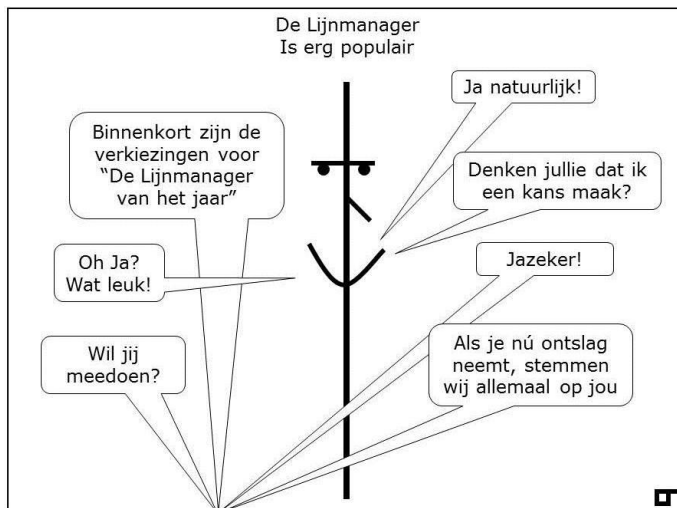 De Lijnmanager
Is erg populair
Binnenkort zijn de
verkiezingen voor
“De Lijnmanager
van het jaar”
Oh Ja?
Wat leuk!
Wil jij
meedoen?
Ja natuurlijk!
Denken jullie dat ik
een kans maak?
Jazeker!
Als je nú ontslag
neemt, stemmen
wij allemaal op jou